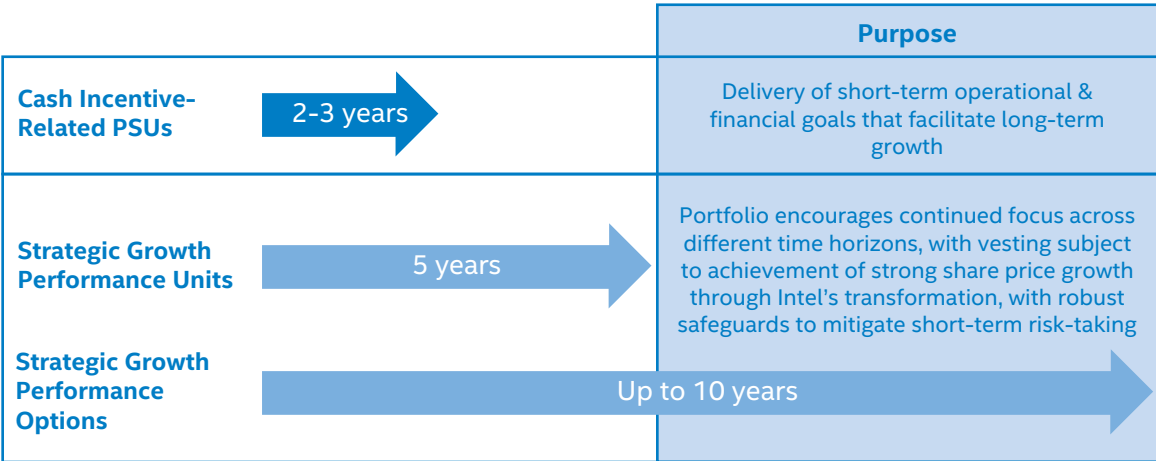 Purpose
Cash Incentive-
Related PSUs
2-3 years
Delivery of short-term operational &
financial goals that facilitate long-term
growth
Strategic Growth
Performance Units
5 years
Portfolio encourages continued focus across
different time horizons, with vesting subject
to achievement of strong share price growth
through Intel's transformation, with robust
safeguards to mitigate short-term risk-taking
Strategic Growth
Performance
Options
Up to 10 years